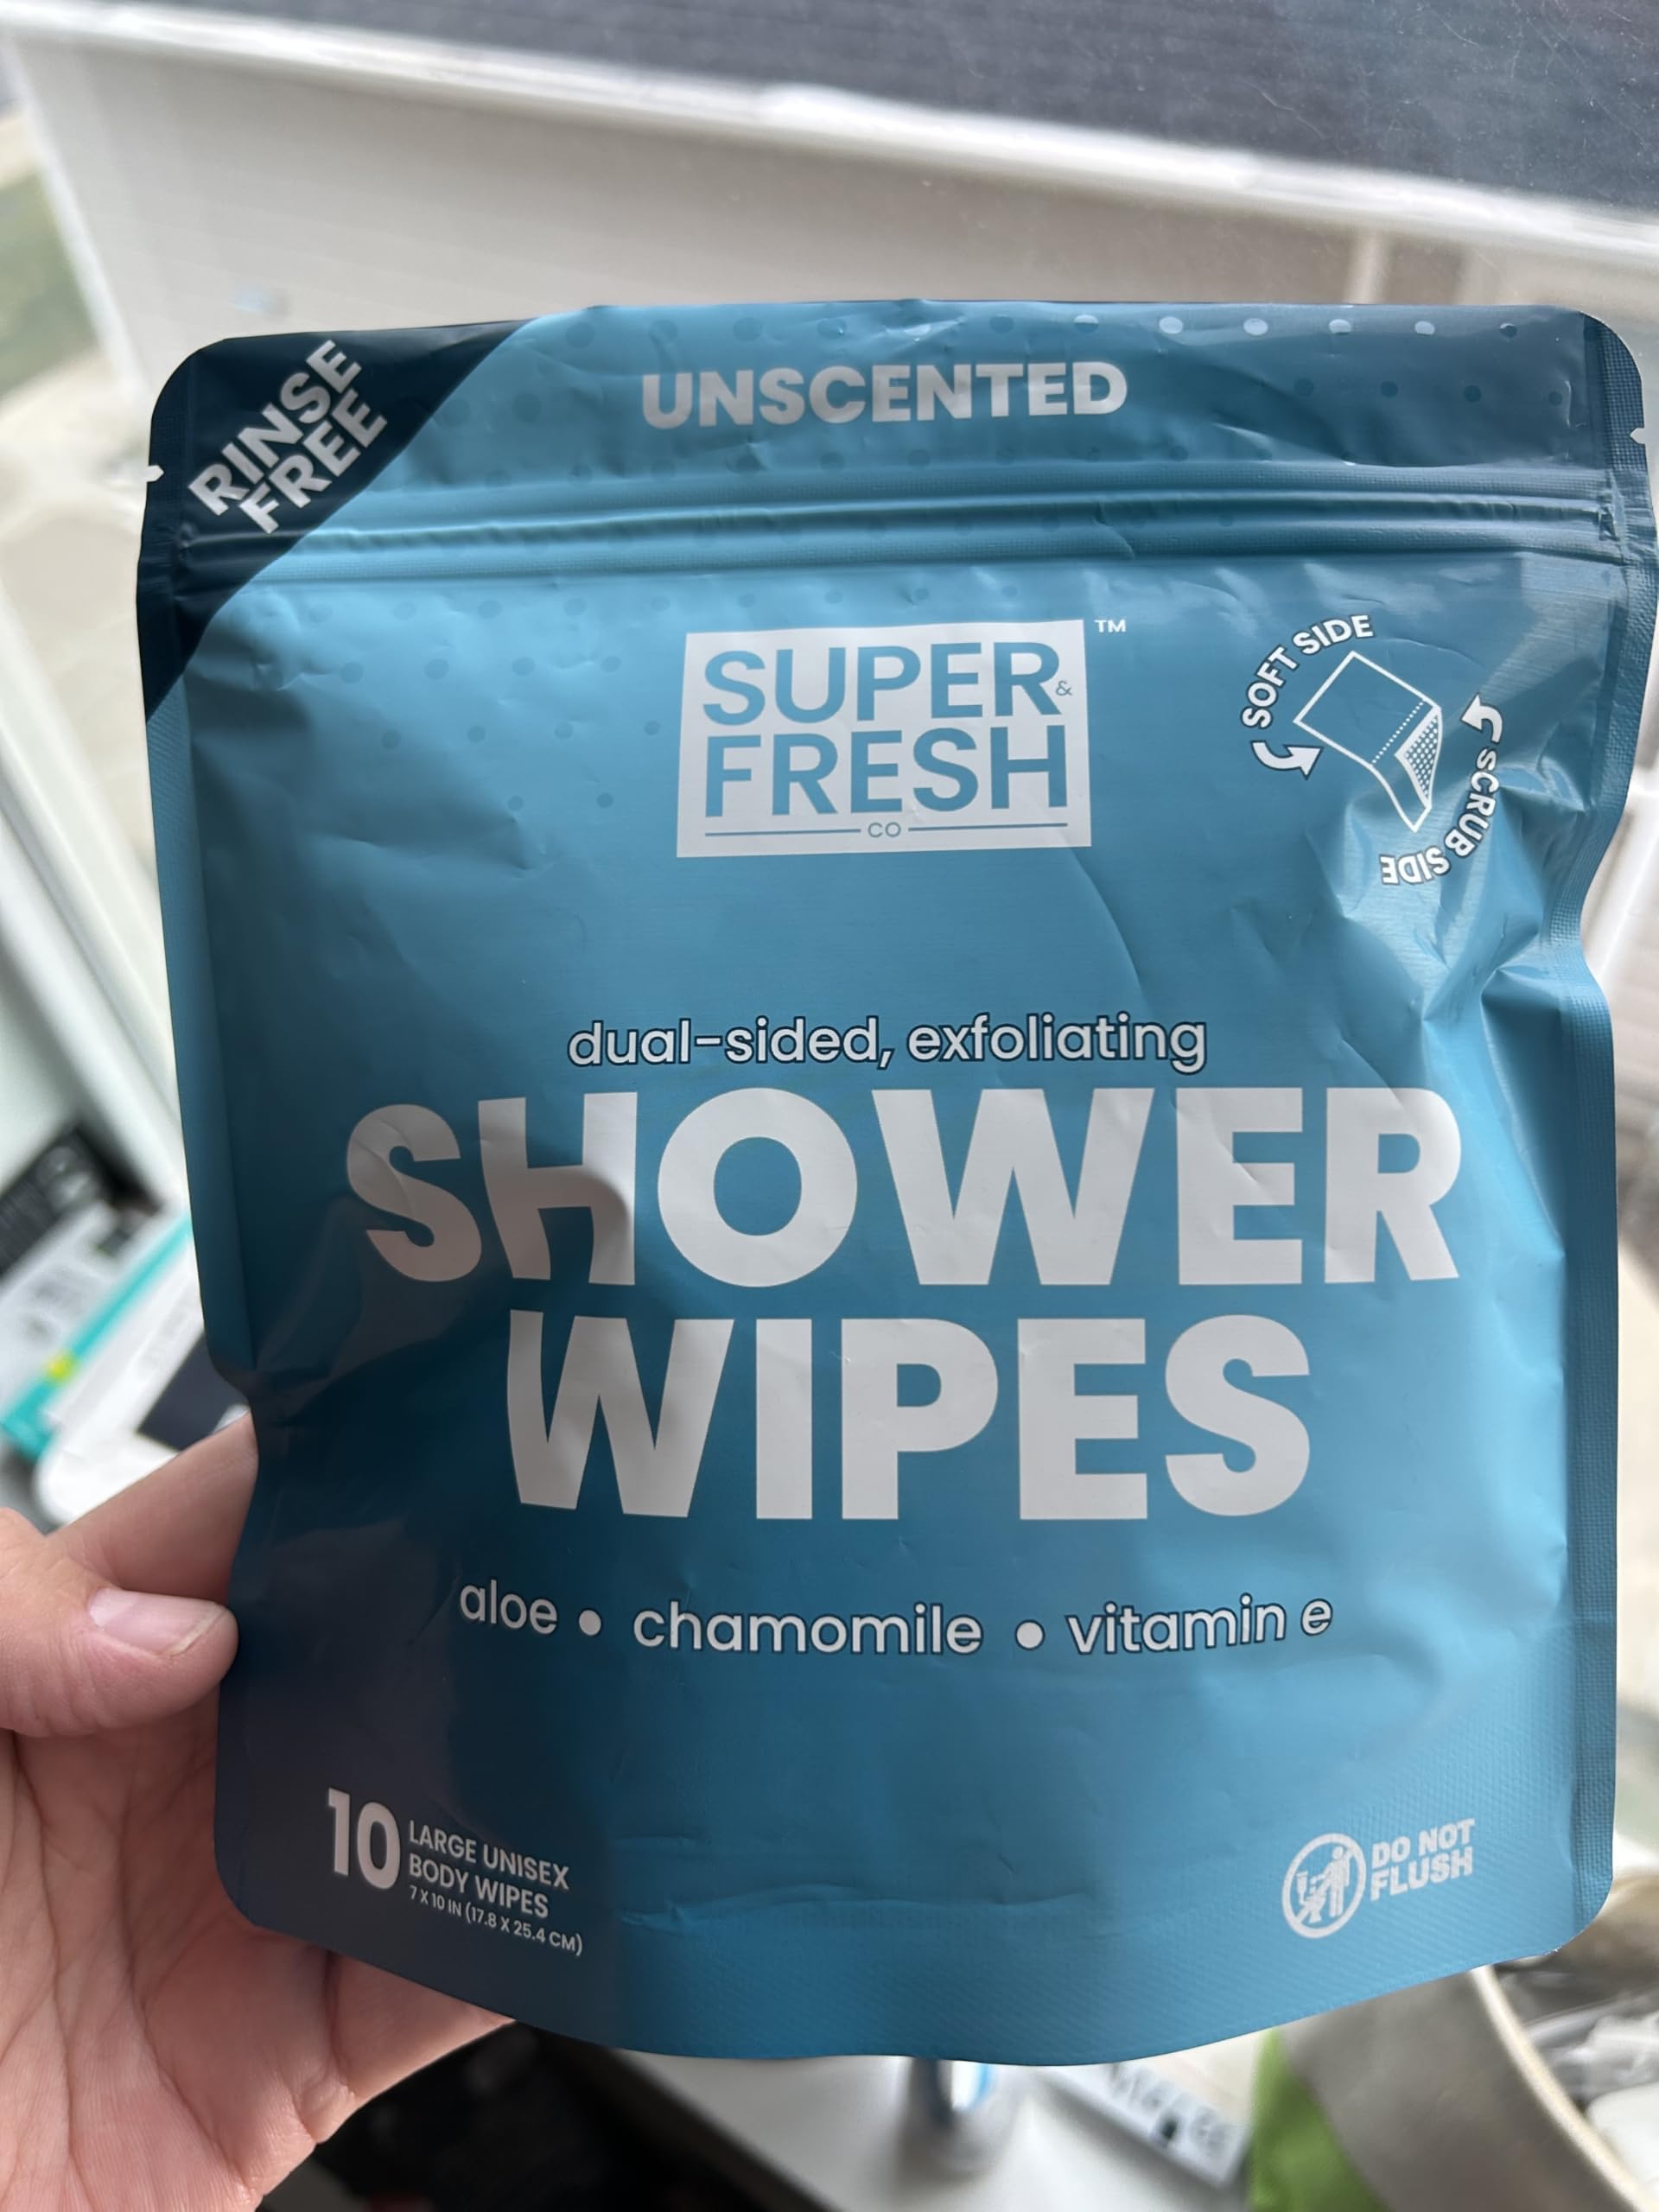 RINSE
FREE
UNSCENTED
SUPER &
FRESH
CO
TM
SOFT SIDE
SCRUB SIDE
dual-sided, exfoliating
SHOWER
WIPES
aloe • chamomile • vitamin e
10 LARGE UNISEX
BODY WIPES
7 X 10 IN (17.8 X 25.4 CM)
DO NOT
FLUSH